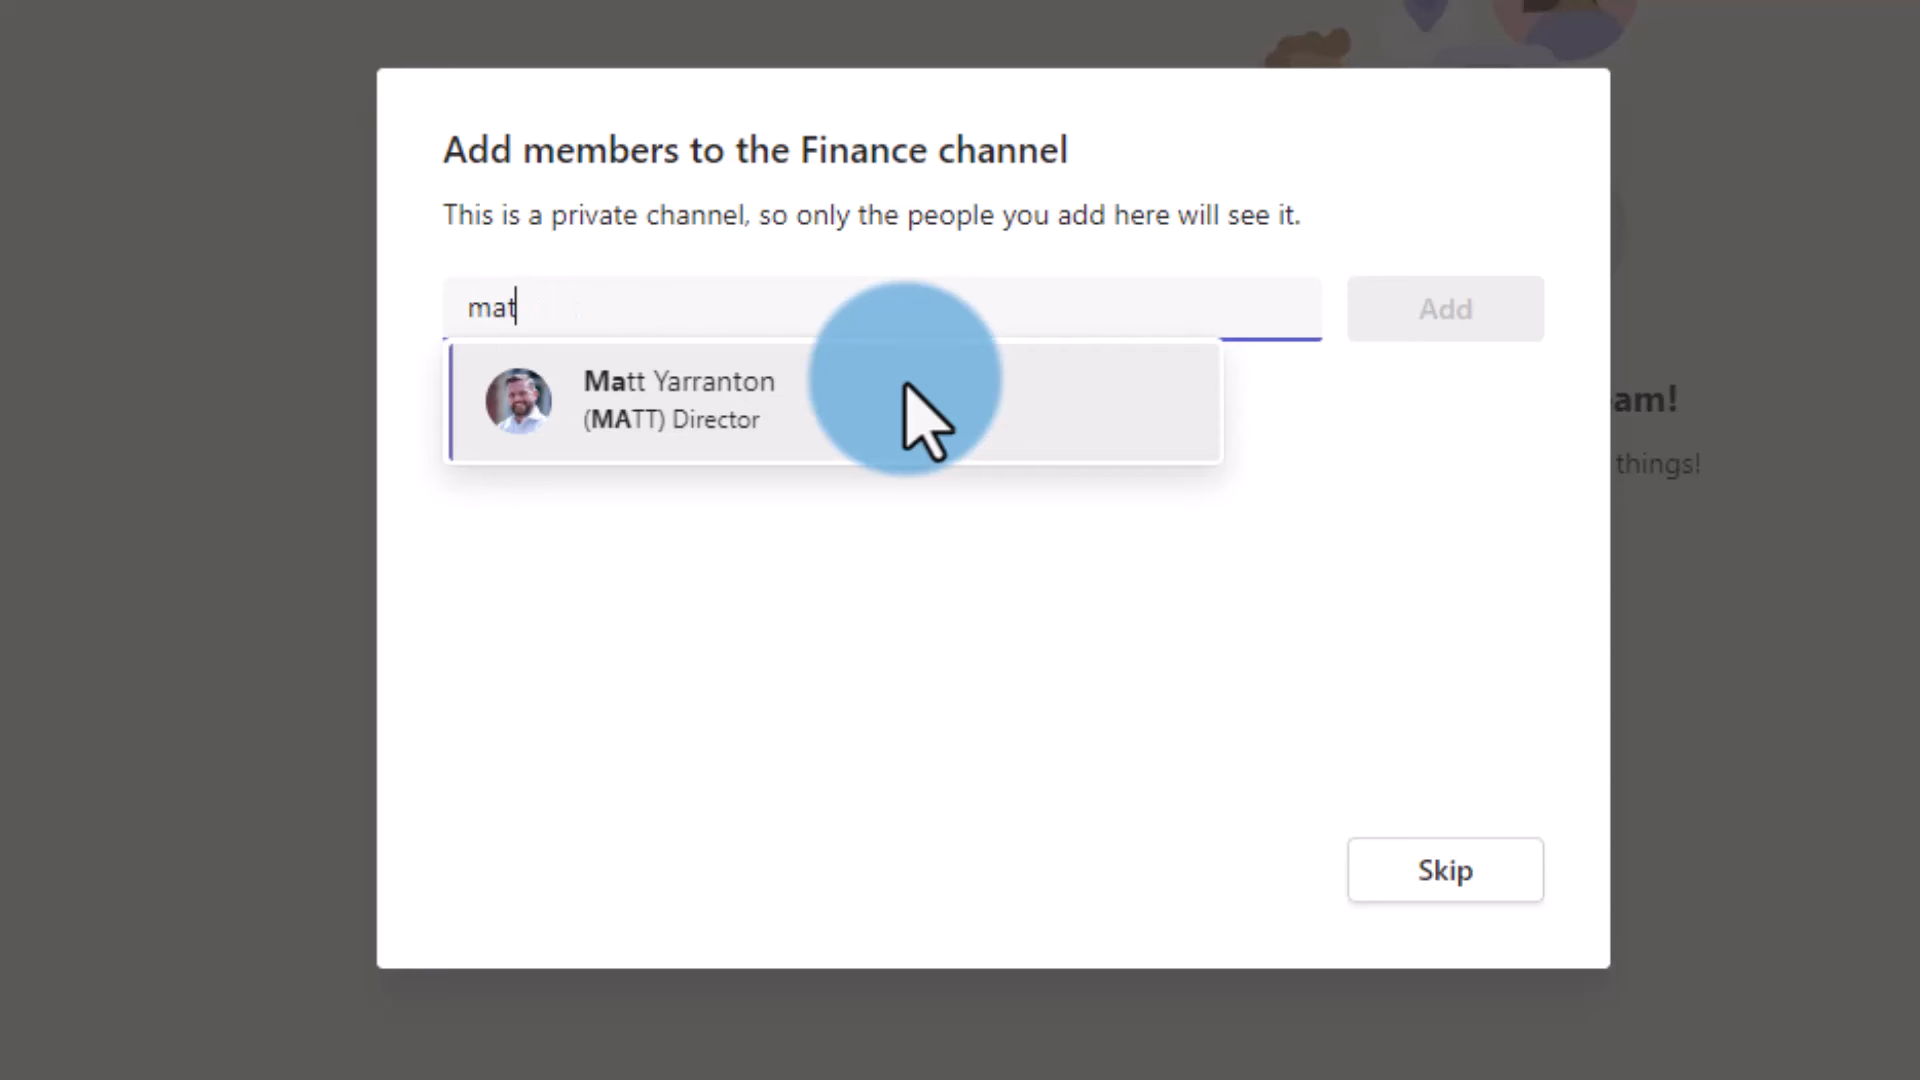 Add members to the Finance channel
This is a private channel, so only the people you add here will see it.
mat
Add
Matt Yarranton
(MATT) Director
am!
things!
Skip